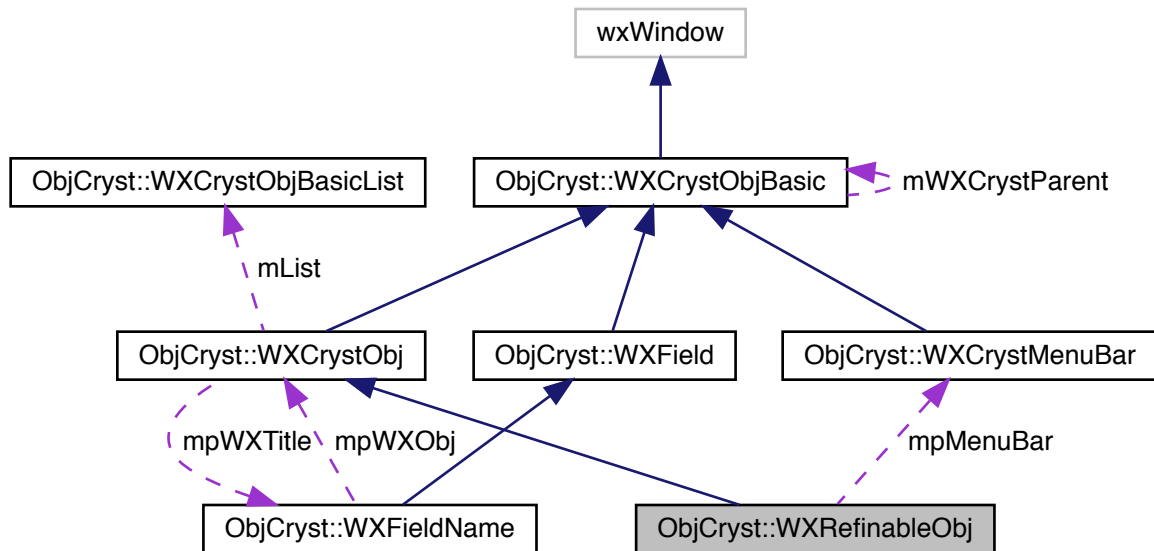 wxWindow
ObjCryst::WXCrystObjBasicList
ObjCryst::WXCrystObjBasic
mWXCrystParent
mList
ObjCryst::WXCrystObj
ObjCryst::WXField
ObjCryst::WXCrystMenuBar
mpWXTitle
mpWXObj
mpMenuBar
ObjCryst::WXFieldName
ObjCryst::WXRefinableObj